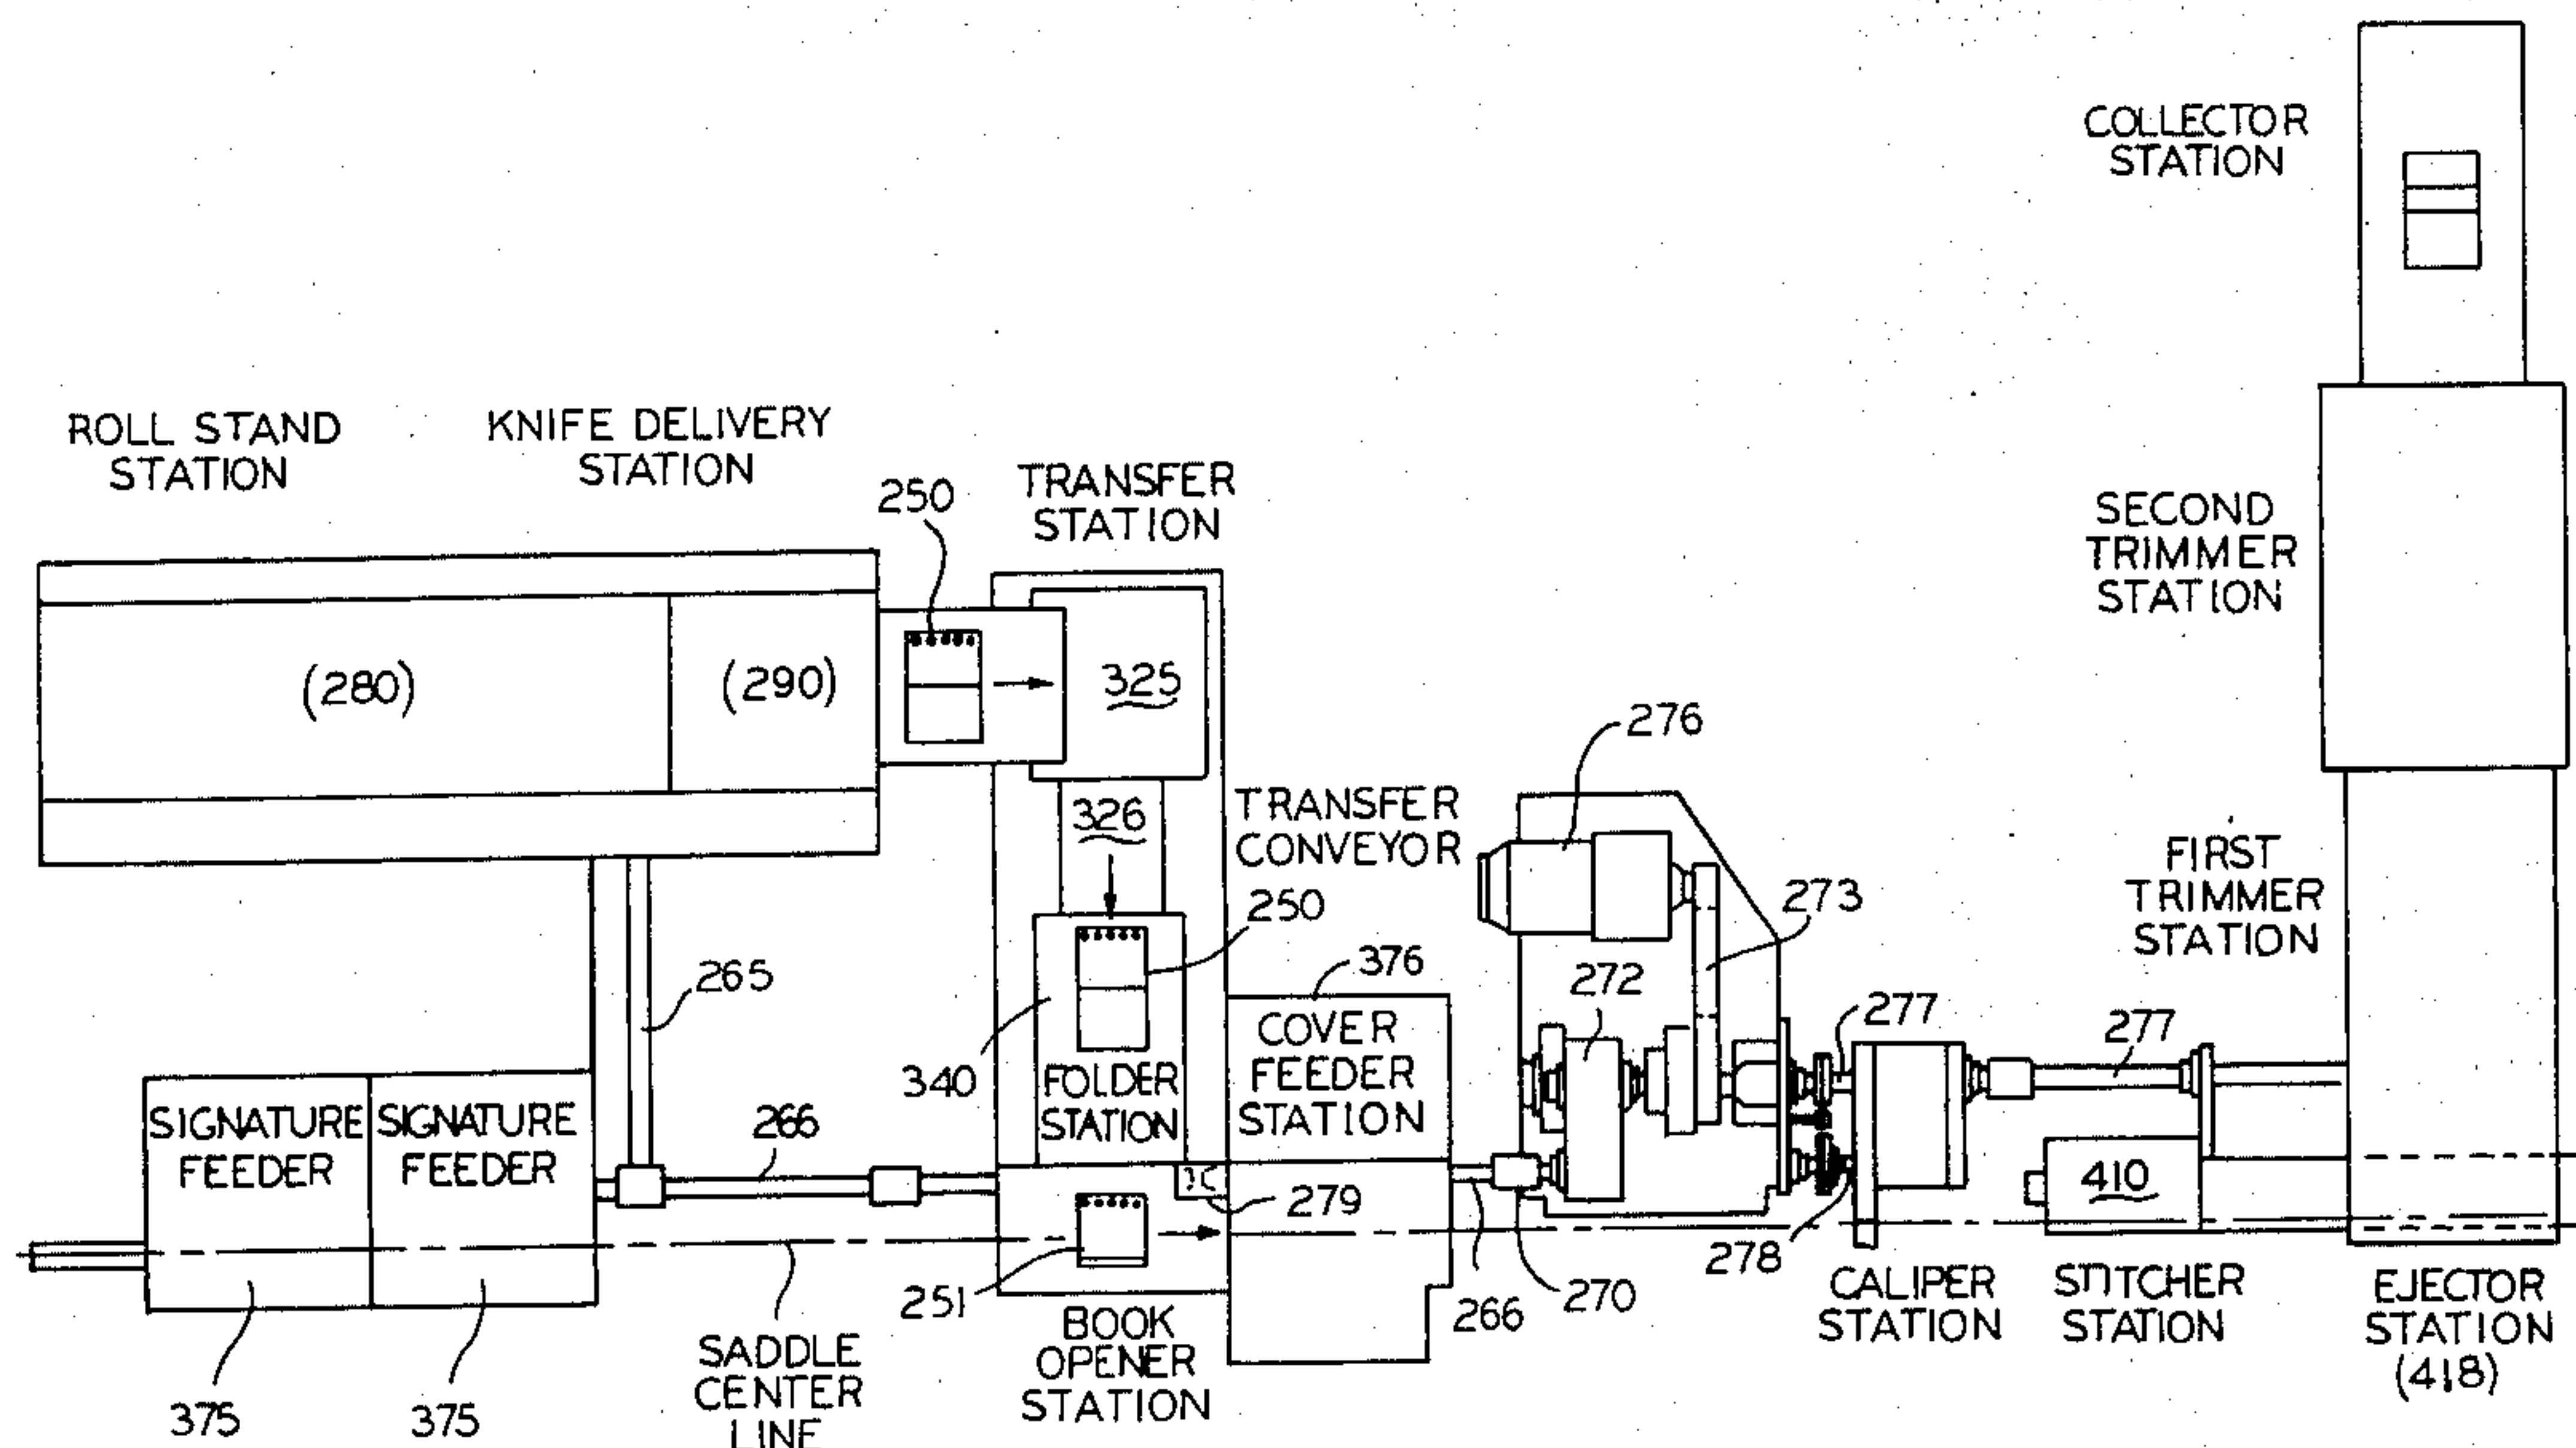 COLLECTOR
STATION
ROLL STAND
STATION
KNIFE DELIVERY
STATION
250
TRANSFER
STATION
SECOND
TRIMMER
STATION
(280)
(290)
325
276
326
TRANSFER
CONVEYOR
FIRST
TRIMMER
STATION
250
273
265
376
272
277
277
340
COVER
FEEDER
STATION
FOLDER
STATION
SIGNATURE
FEEDER
SIGNATURE
FEEDER
266
410
279
251
278
266
270
CALIPER
STATION
STITCHER
STATION
EJECTOR
STATION
(418)
BOOK
OPENER
STATION
SADDLE
CENTER
LINE
375
375